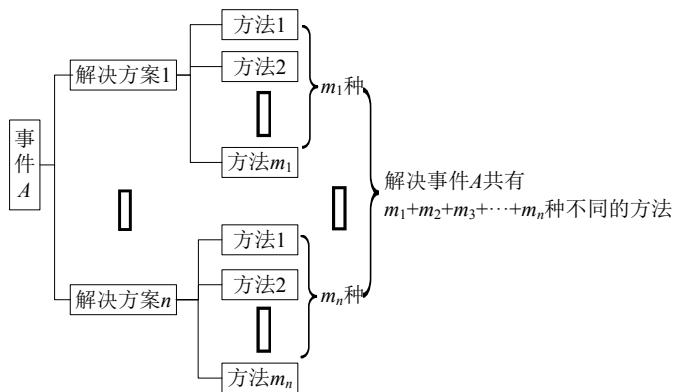 事件A
解决方案1
方法1
方法2
方法m₁
m₁种
解决方案n
方法1
方法2
方法mₙ
mₙ种
解决事件A共有
m₁+m₂+m₃+⋯+mₙ种不同的方法